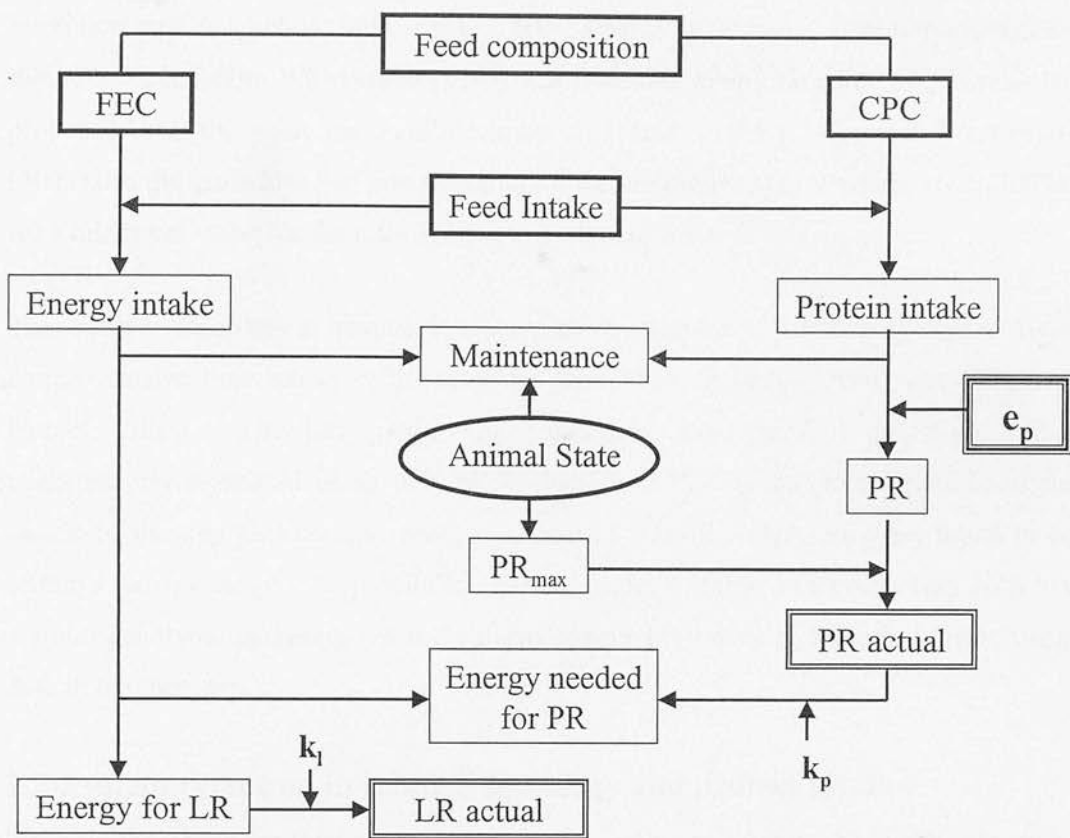 Feed composition
FEC
CPC
Feed Intake
Energy intake
Protein intake
Maintenance
e_p
Animal State
PR
PR_max
PR actual
Energy needed
for PR
k_l
k_p
Energy for LR
LR actual